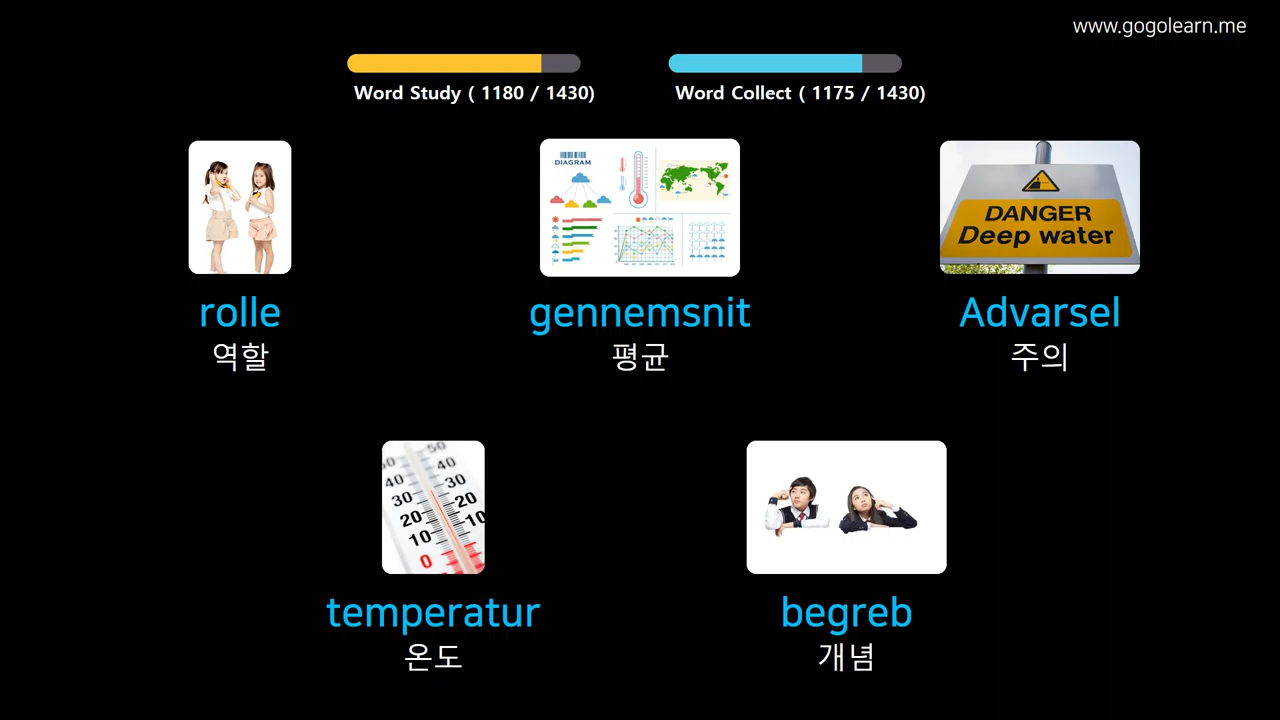 www.gogolearn.me
Word Study ( 1180 / 1430)
Word Collect ( 1175 / 1430)
DIAGRAM
DANGER
Deep water
rolle
gennemsnit
Advarsel
역할
평균
주의
50 50
40 40
30 30
20 20
10 10
0
temperatur
begreb
온도
개념